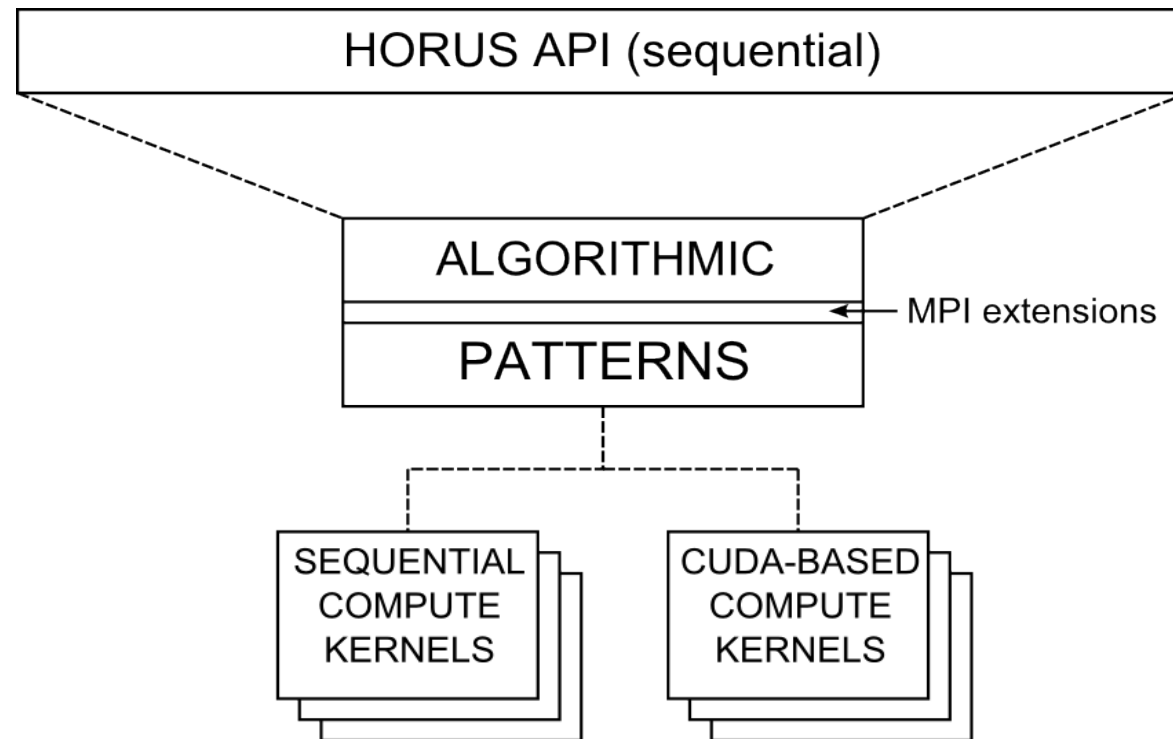 HORUS API (sequential)
ALGORITHMIC
MPI extensions
PATTERNS
SEQUENTIAL
COMPUTE
KERNELS
CUDA-BASED
COMPUTE
KERNELS